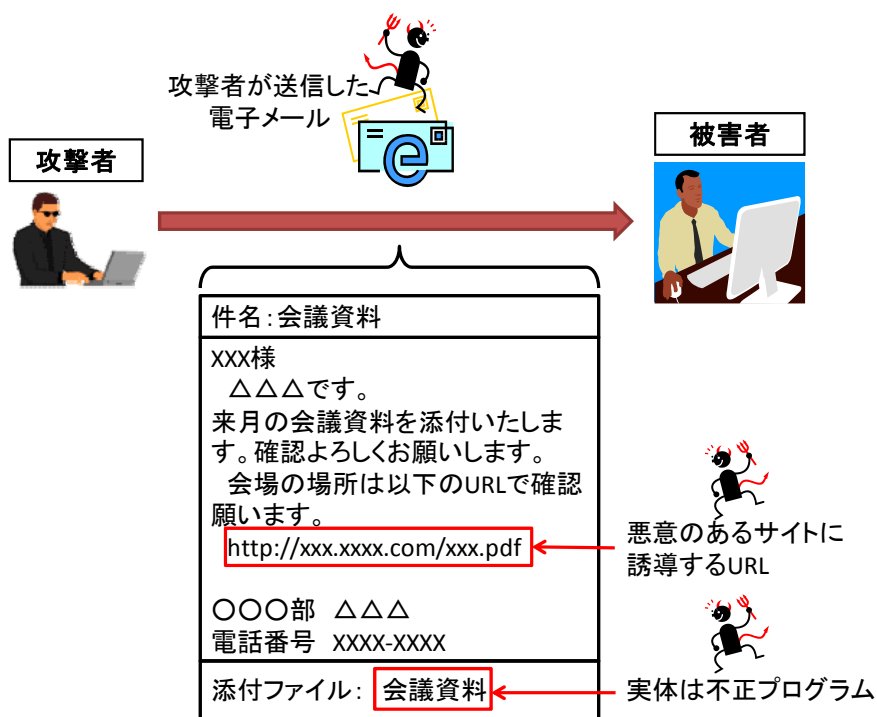 攻撃者が送信した
電子メール
攻撃者
被害者
件名：会議資料
XXX様
△△△です。
来月の会議資料を添付いたしま
す。確認よろしくお願いします。
会場の場所は以下のURLで確認
願います。
http://xxx.xxxx.com/xxx.pdf
〇〇〇部 △△△
電話番号 XXXX-XXXX
添付ファイル： 会議資料
悪意のあるサイトに
誘導するURL
実体は不正プログラム